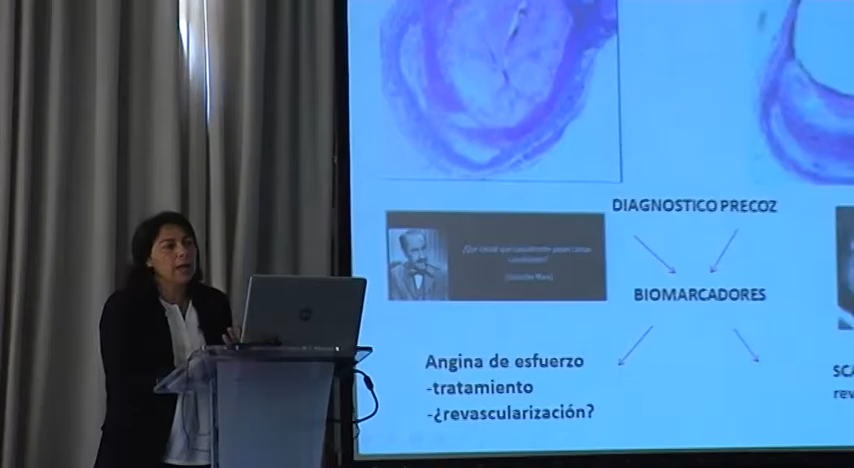 DIAGNOSTICO PRECOZ
BIOMARCADORES
Angina de esfuerzo
-tratamiento
-¿revascularización?